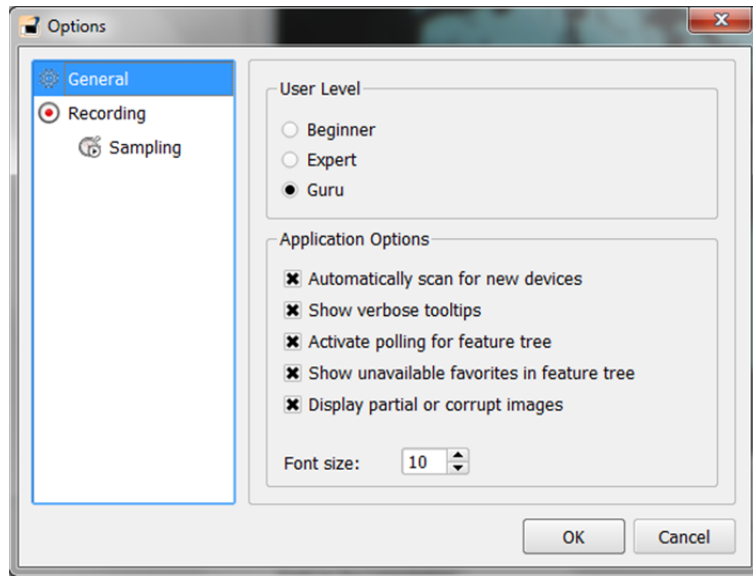 Options
General
Recording
Sampling
User Level
Beginner
Expert
Guru
Application Options
Automatically scan for new devices
Show verbose tooltips
Activate polling for feature tree
Show unavailable favorites in feature tree
Display partial or corrupt images
Font size: 10
OK Cancel